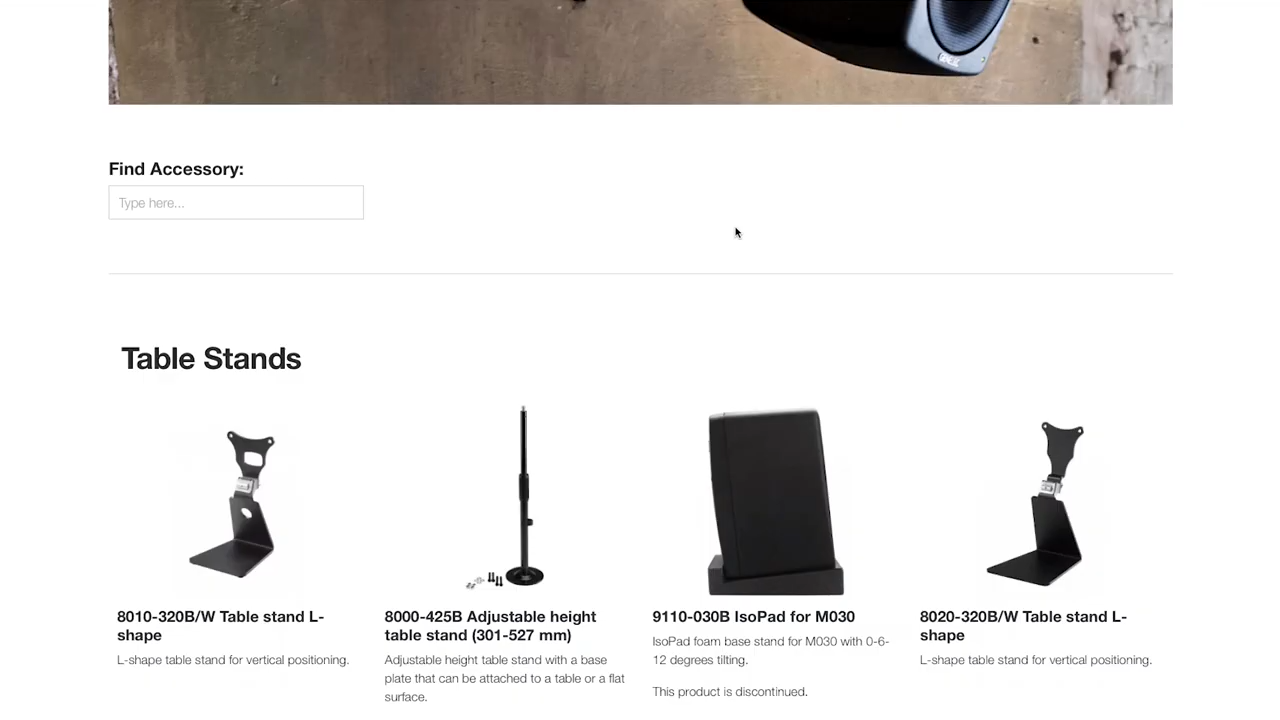 Find Accessory:
Type here...
Table Stands
8010-320B/W Table stand L-
shape
L-shape table stand for vertical positioning.
8000-425B Adjustable height
table stand (301-527 mm)
Adjustable height table stand with a base
plate that can be attached to a table or a flat
surface.
9110-030B IsoPad for M030
IsoPad foam base stand for M030 with 0-6-
12 degrees tilting.
This product is discontinued.
8020-320B/W Table stand L-
shape
L-shape table stand for vertical positioning.